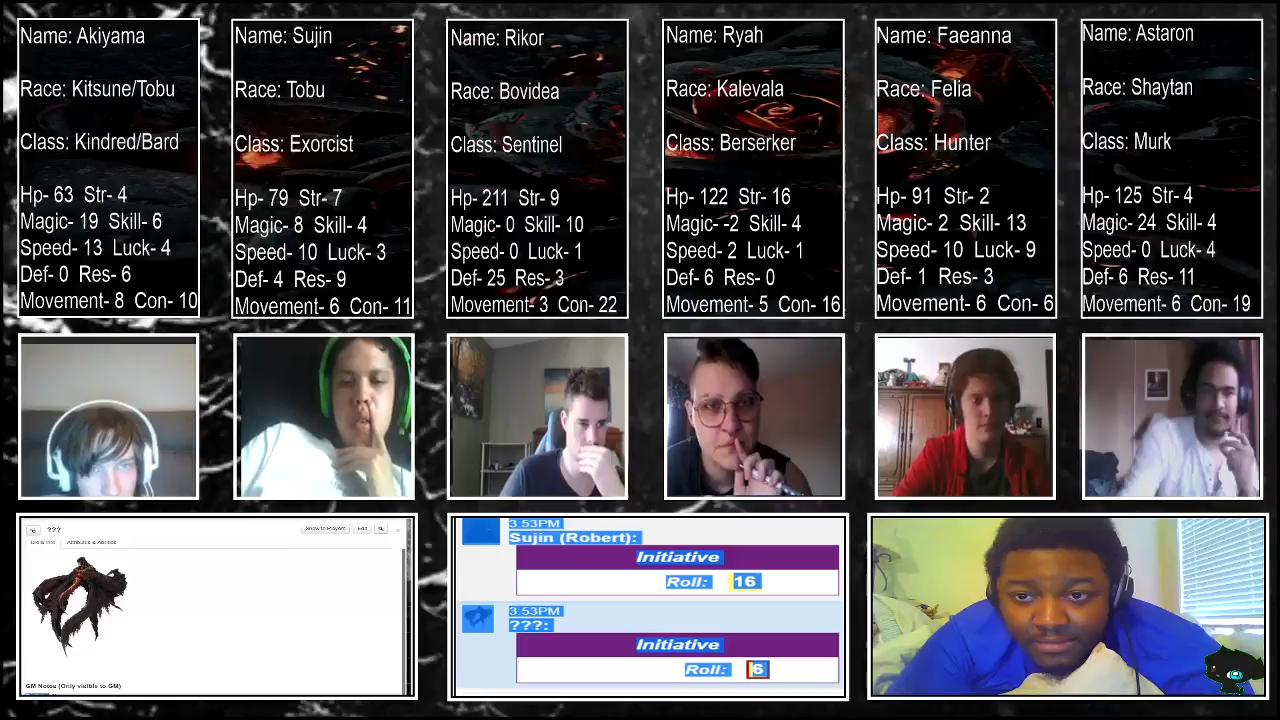 Name: Akiyama
Race: Kitsune/Tobu
Class: Kindred/Bard
Hp- 63 Str- 4
Magic- 19 Skill- 6
Speed- 13 Luck- 4
Def- 0 Res- 6
Movement- 8 Con- 10
Name: Sujin
Race: Tobu
Class: Exorcist
Hp- 79 Str- 7
Magic- 8 Skill- 4
Speed- 10 Luck- 3
Def- 4 Res- 9
Movement- 6 Con- 11
Name: Rikor
Race: Bovidea
Class: Sentinel
Hp- 211 Str- 9
Magic- 0 Skill- 10
Speed- 0 Luck- 1
Def- 25 Res- 3
Movement- 3 Con- 22
Name: Ryah
Race: Kalevala
Class: Berserker
Hp- 122 Str- 16
Magic- -2 Skill- 4
Speed- 2 Luck- 1
Def- 6 Res- 0
Movement- 5 Con- 16
Name: Faeanna
Race: Felia
Class: Hunter
Hp- 91 Str- 2
Magic- 2 Skill- 13
Speed- 10 Luck- 9
Def- 1 Res- 3
Movement- 6 Con- 6
Name: Astaron
Race: Shaytan
Class: Murk
Hp- 125 Str- 4
Magic- 24 Skill- 4
Speed- 0 Luck- 4
Def- 6 Res- 11
Movement- 6 Con- 19
???
Show to Players Edit
Bio & Info Attributes & Abilities
GM Notes (Only visible to GM)
3:53PM
Sujin (Robert):
Initiative
Roll: 16
3:53PM
???:
Initiative
Roll: 6